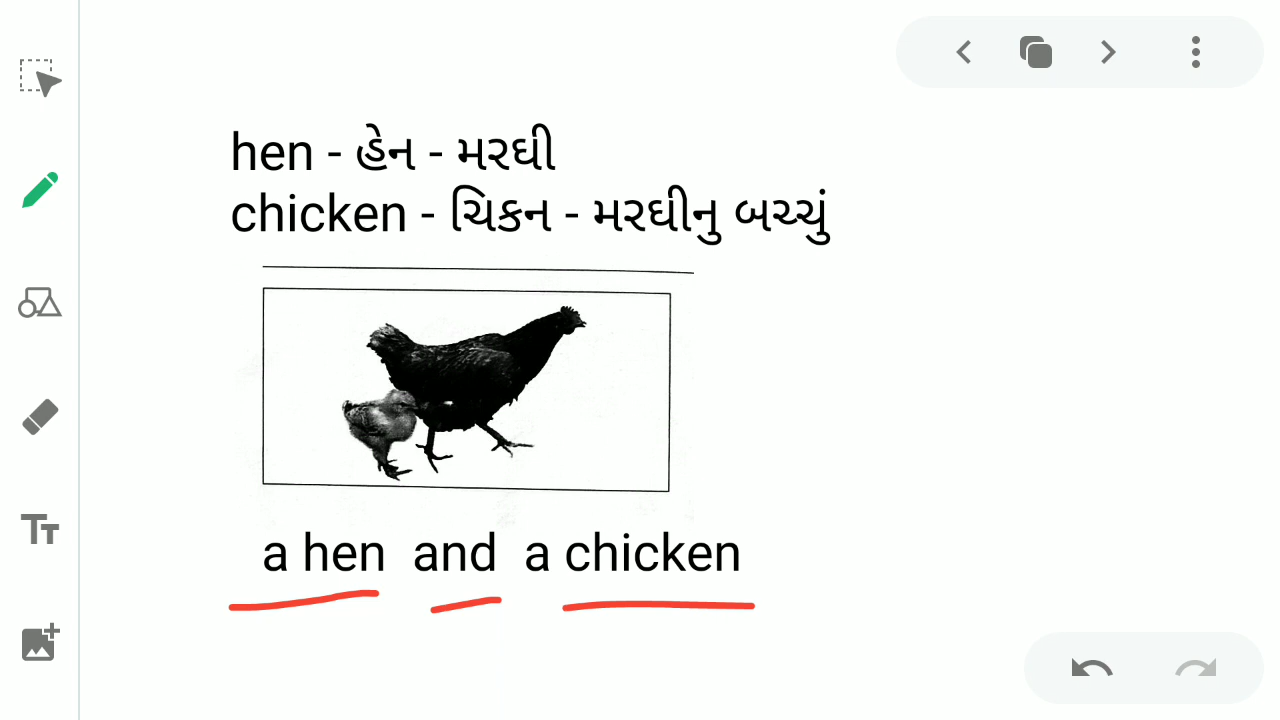 hen - હેન - મરઘી
chicken - ચિકન - મરઘીનુ બચ્ચું
a hen and a chicken